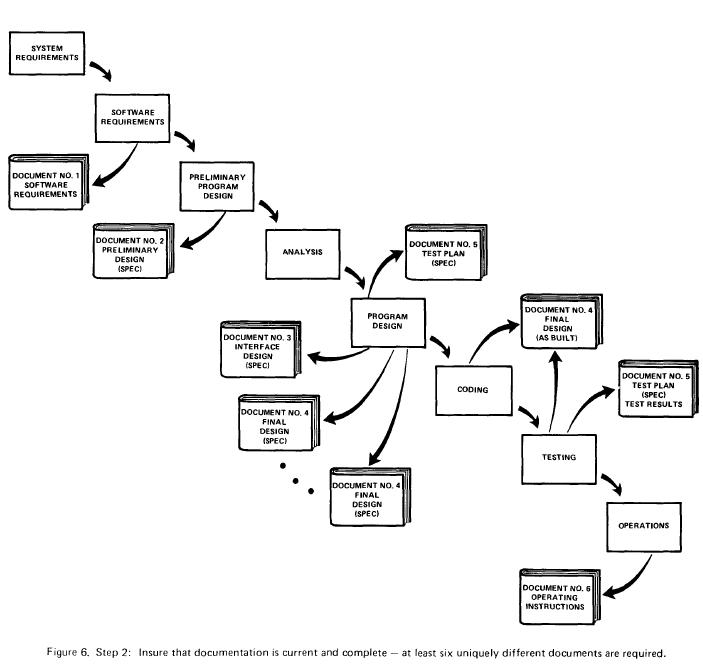 SYSTEM
REQUIREMENTS
SOFTWARE
REQUIREMENTS
DOCUMENT NO. 1
SOFTWARE
REQUIREMENTS
PRELIMINARY
PROGRAM
DESIGN
DOCUMENT NO. 2
PRELIMINARY
DESIGN
(SPEC)
ANALYSIS
DOCUMENT NO. 5
TEST PLAN
(SPEC)
PROGRAM
DESIGN
DOCUMENT NO. 3
INTERFACE
DESIGN
(SPEC)
DOCUMENT NO. 4
FINAL
DESIGN
(AS BUILT)
CODING
DOCUMENT NO. 5
TEST PLAN
(SPEC)
TEST RESULTS
DOCUMENT NO. 4
FINAL
DESIGN
(SPEC)
TESTING
DOCUMENT NO. 4
FINAL
DESIGN
(SPEC)
OPERATIONS
DOCUMENT NO. 6
OPERATING
INSTRUCTIONS
Figure 6. Step 2: Insure that documentation is current and complete — at least six uniquely different documents are required.